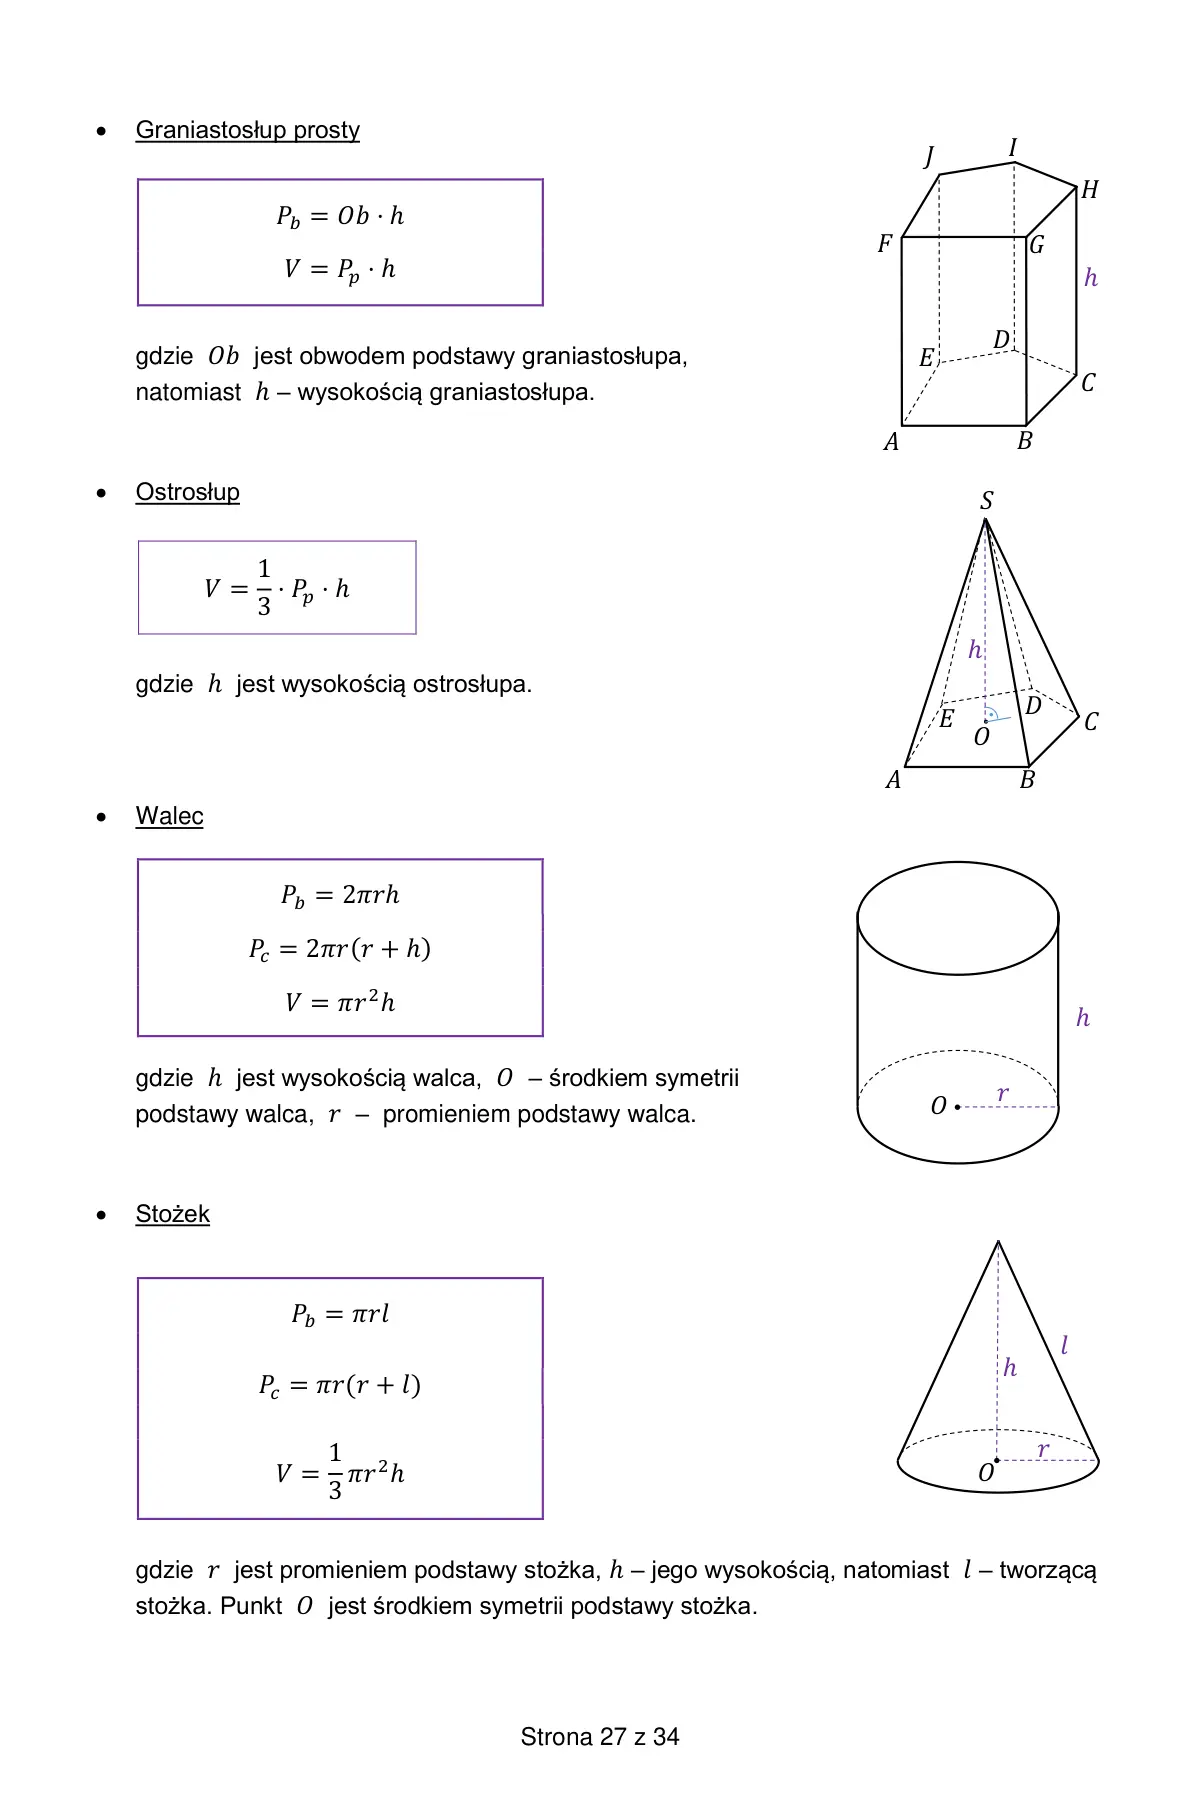 • Graniastosłup prosty
P_b = Ob · h
V = P_p · h
gdzie Ob jest obwodem podstawy graniastosłupa,
natomiast h – wysokością graniastosłupa.
J I H F G h E D C A B
• Ostrosłup
V = 1/3 · P_p · h
gdzie h jest wysokością ostrosłupa.
S h E D O C A B
• Walec
P_b = 2πrh
P_c = 2πr(r + h)
V = πr²h
gdzie h jest wysokością walca, O – środkiem symetrii
podstawy walca, r – promieniem podstawy walca.
h r O
• Stożek
P_b = πrl
P_c = πr(r + l)
V = 1/3 πr²h
l h r O
gdzie r jest promieniem podstawy stożka, h – jego wysokością, natomiast l – tworzącą
stożka. Punkt O jest środkiem symetrii podstawy stożka.
Strona 27 z 34